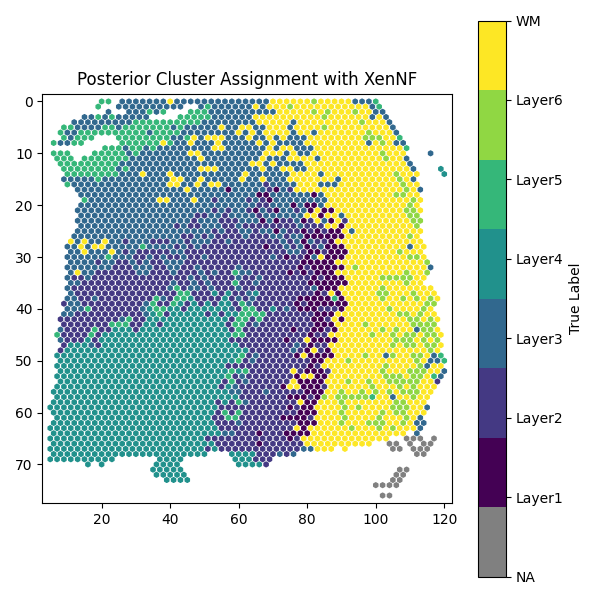 Posterior Cluster Assignment with XenNF
0
10
20
30
40
50
60
70
20
40
60
80
100
120
WM
Layer6
Layer5
Layer4
Layer3
Layer2
Layer1
NA
True Label